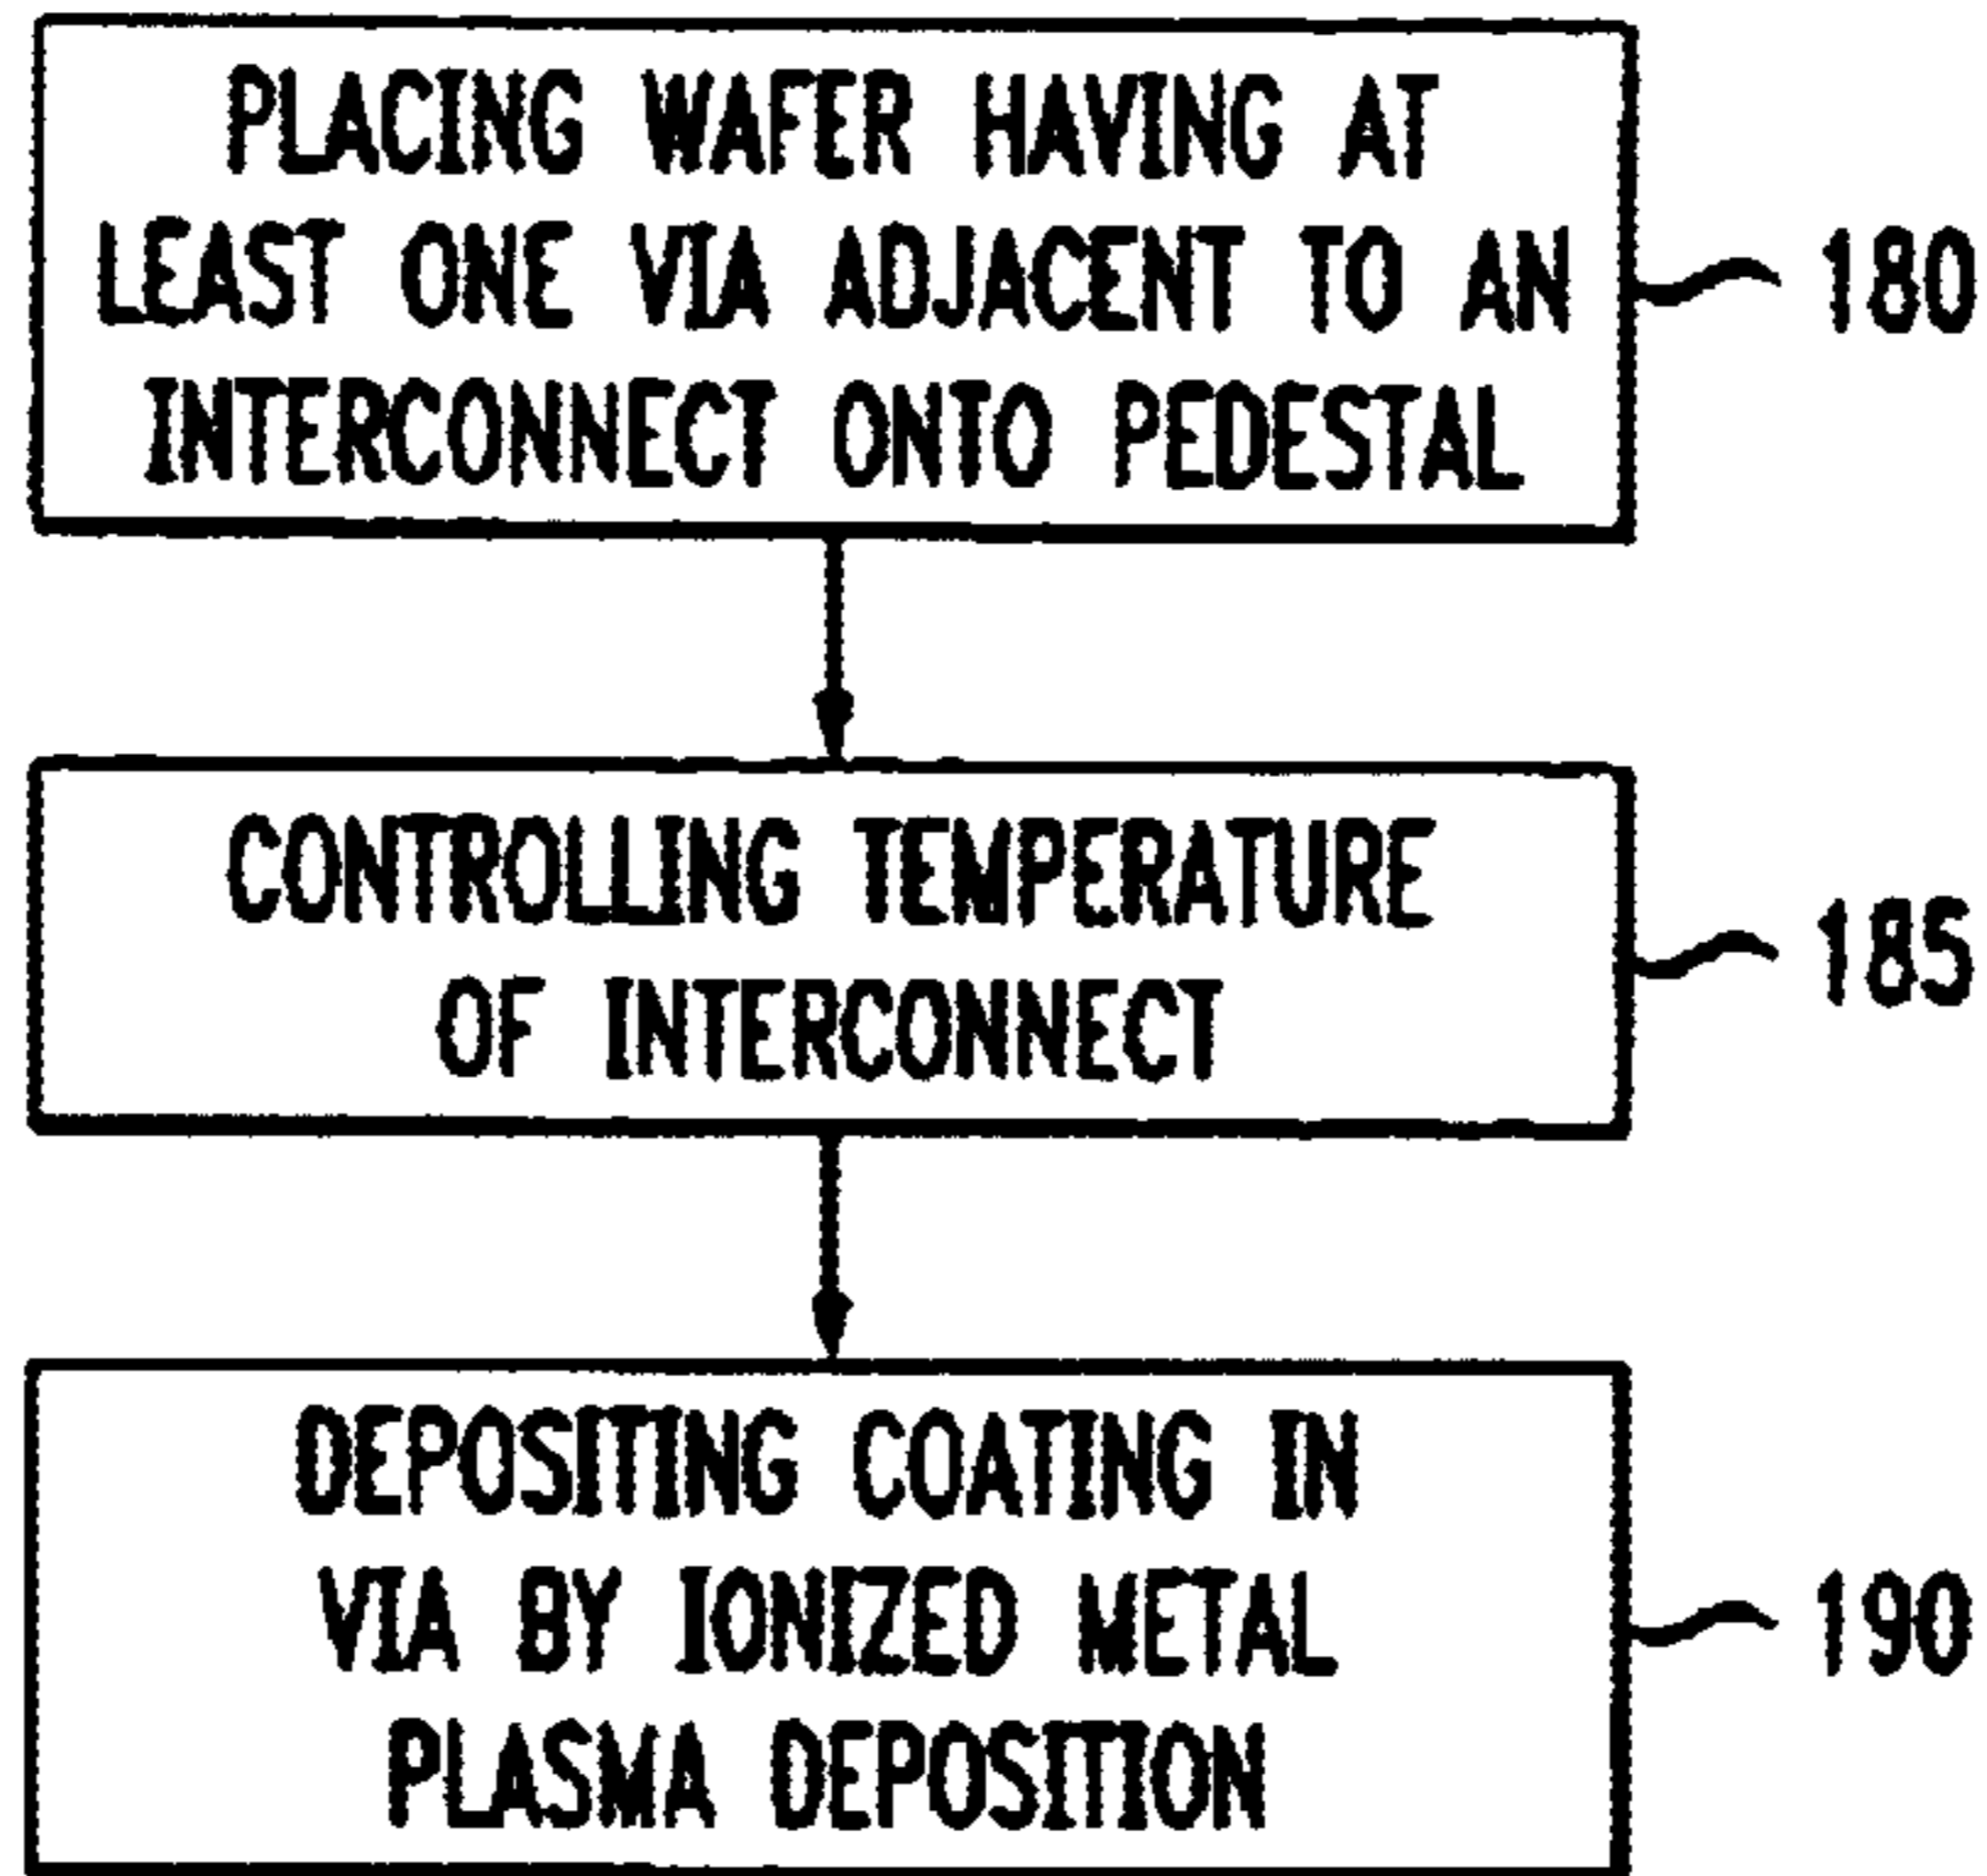 PLACING WAFER HAVING AT
LEAST ONE VIA ADJACENT TO AN
INTERCONNECT ONTO PEDESTAL
180
CONTROLLING TEMPERATURE
OF INTERCONNECT
185
DEPOSITING COATING IN
VIA BY IONIZED METAL
PLASMA DEPOSITION
190